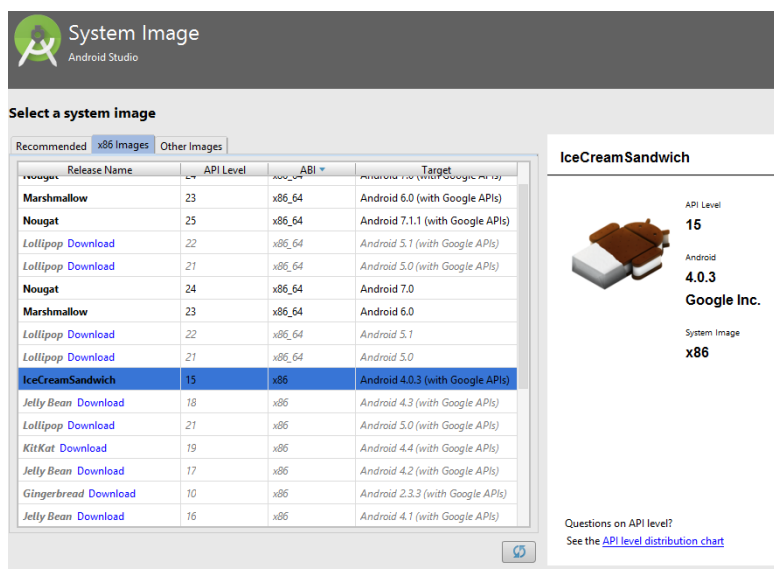 System Image
Android Studio
Select a system image
Recommended x86 Images Other Images
Release Name API Level ABI Target
Nougat 24 x86_64 Android 7.0 (with Google APIs)
Marshmallow 23 x86_64 Android 6.0 (with Google APIs)
Nougat 25 x86_64 Android 7.1.1 (with Google APIs)
Lollipop Download 22 x86_64 Android 5.1 (with Google APIs)
Lollipop Download 21 x86_64 Android 5.0 (with Google APIs)
Nougat 24 x86_64 Android 7.0
Marshmallow 23 x86_64 Android 6.0
Lollipop Download 22 x86_64 Android 5.1
Lollipop Download 21 x86_64 Android 5.0
IceCreamSandwich 15 x86 Android 4.0.3 (with Google APIs)
Jelly Bean Download 18 x86 Android 4.3 (with Google APIs)
Lollipop Download 21 x86 Android 5.0 (with Google APIs)
KitKat Download 19 x86 Android 4.4 (with Google APIs)
Jelly Bean Download 17 x86 Android 4.2 (with Google APIs)
Gingerbread Download 10 x86 Android 2.3.3 (with Google APIs)
Jelly Bean Download 16 x86 Android 4.1 (with Google APIs)
IceCreamSandwich
API Level
15
Android
4.0.3
Google Inc.
System Image
x86
Questions on API level?
See the API level distribution chart